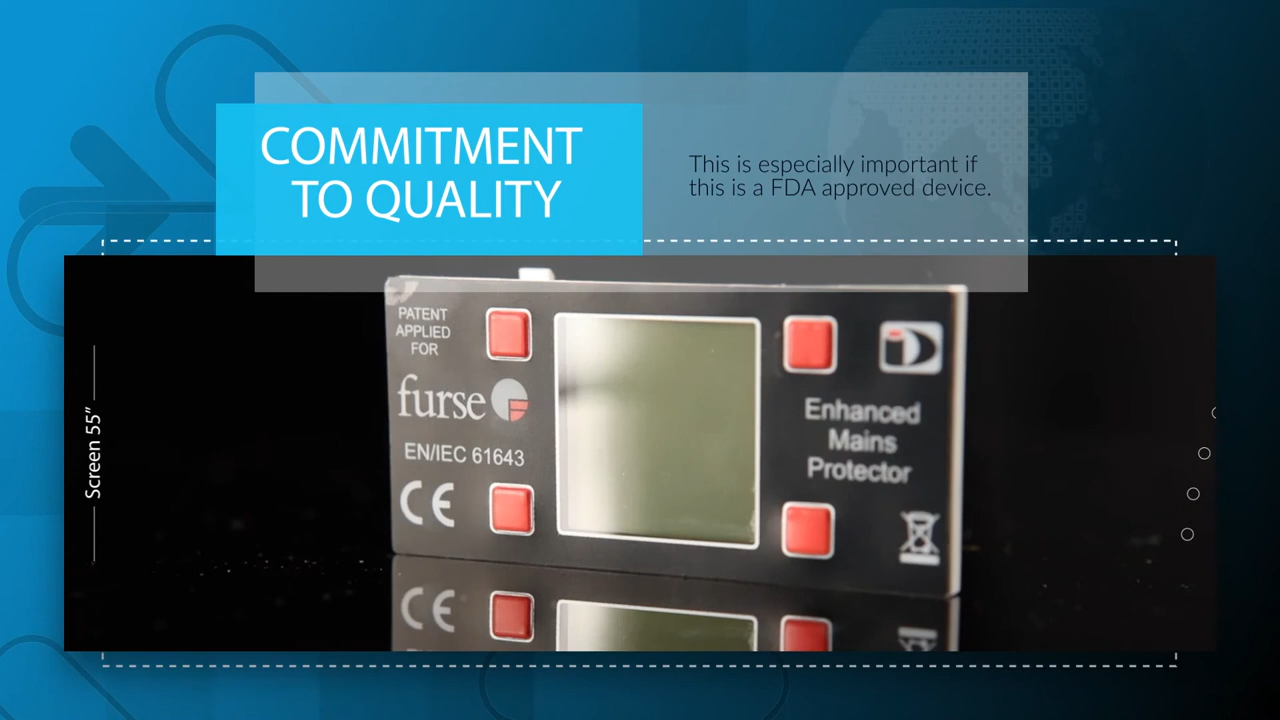 COMMITMENT
TO QUALITY
This is especially important if
this is a FDA approved device.
Screen 55”
PATENT
APPLIED
FOR
furse
EN/IEC 61643
CE
Enhanced
Mains
Protector
CE